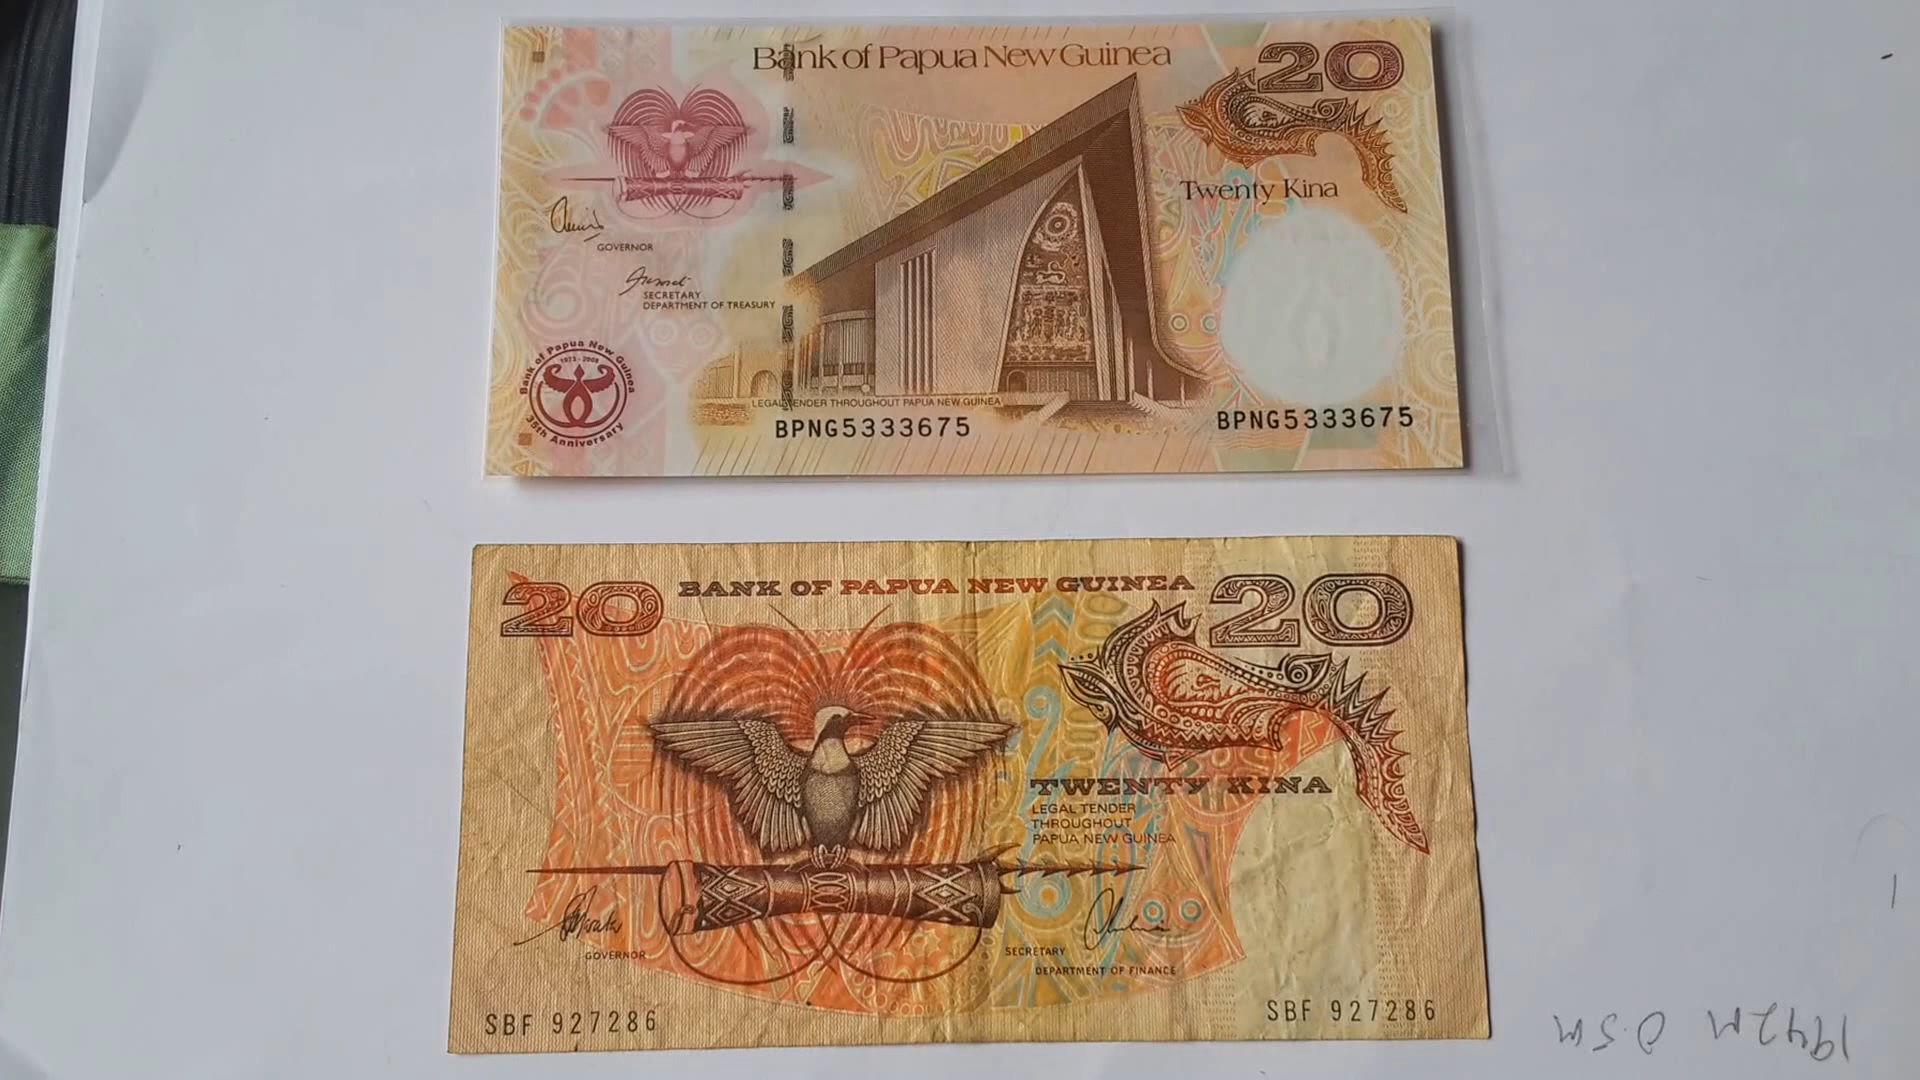 Bank of Papua New Guinea
20
Twenty Kina
GOVERNOR
SECRETARY
DEPARTMENT OF TREASURY
Bank of Papua New Guinea
1973 - 2008
35th Anniversary
LEGAL TENDER THROUGHOUT PAPUA NEW GUINEA
BPNG5333675
BPNG5333675
20 BANK OF PAPUA NEW GUINEA 20
TWENTY KINA
LEGAL TENDER
THROUGHOUT
PAPUA NEW GUINEA
GOVERNOR
SECRETARY
DEPARTMENT OF FINANCE
SBF 927286
SBF 927286